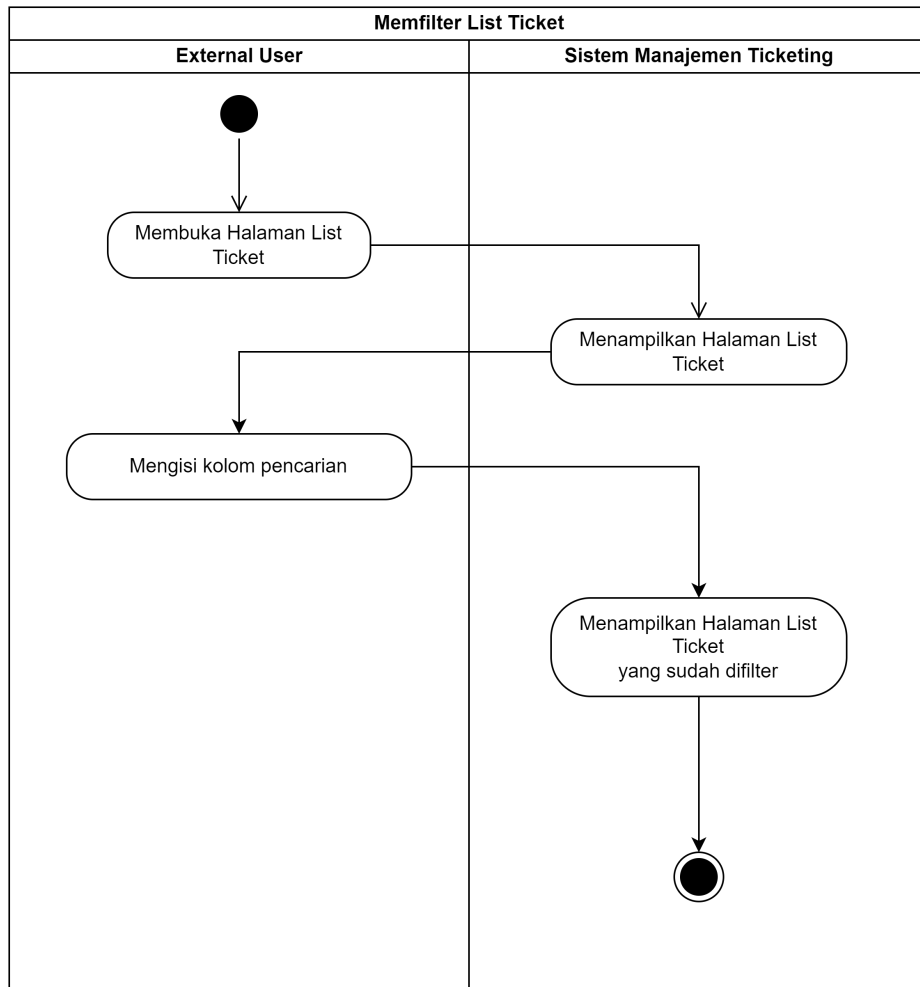 Memfilter List Ticket
External User
Sistem Manajemen Ticketing
Membuka Halaman List
Ticket
Menampilkan Halaman List
Ticket
Mengisi kolom pencarian
Menampilkan Halaman List
Ticket
yang sudah difilter